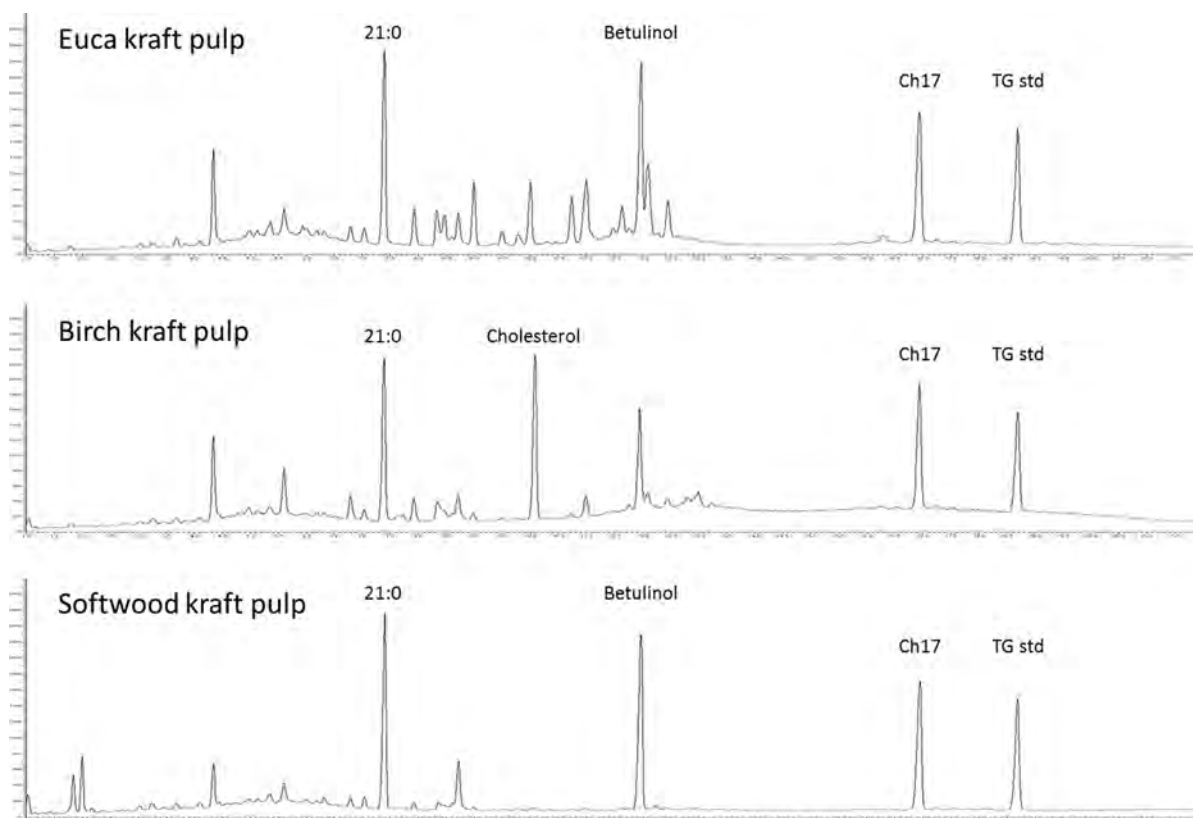 Euca kraft pulp
21:0
Betulinol
Ch17
TG std
Birch kraft pulp
21:0
Cholesterol
Ch17
TG std
Softwood kraft pulp
21:0
Betulinol
Ch17
TG std